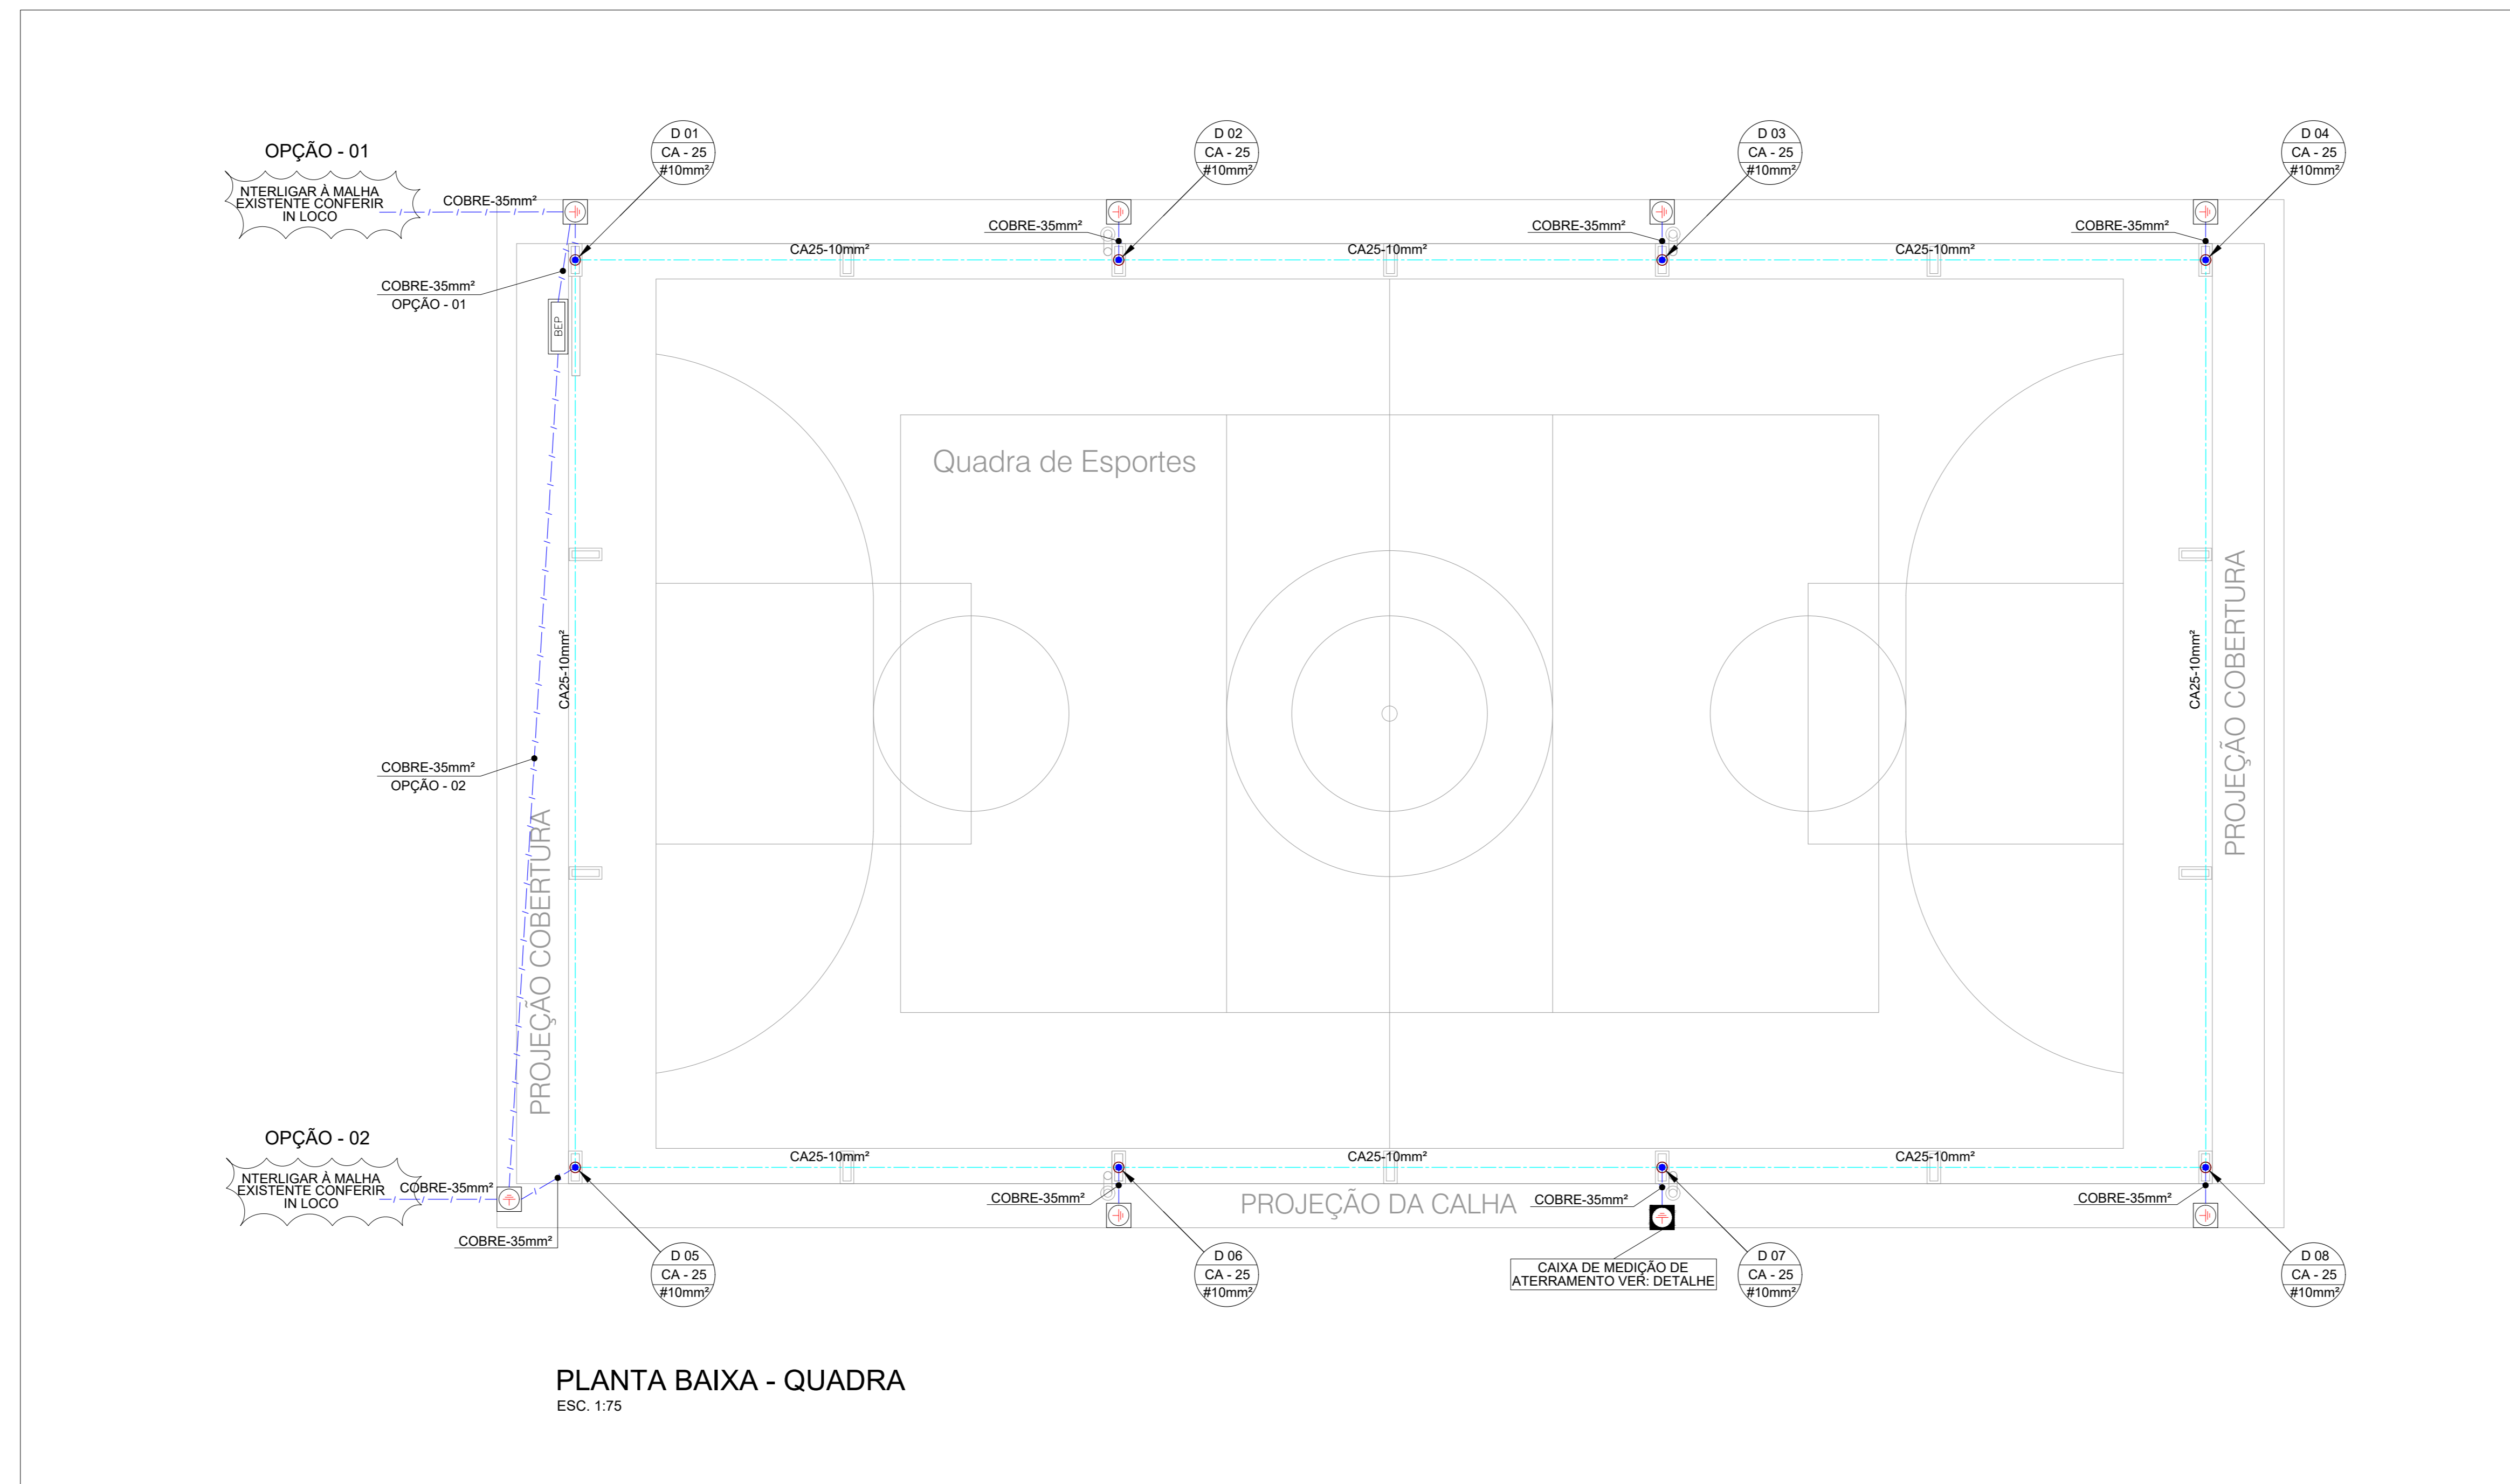 OPÇÃO - 01
NTERLIGAR À MALHA
EXISTENTE CONFERIR
IN LOCO
COBRE-35mm²
D 01
CA - 25
#10mm²
D 02
CA - 25
#10mm²
D 03
CA - 25
#10mm²
D 04
CA - 25
#10mm²
COBRE-35mm²
COBRE-35mm²
COBRE-35mm²
CA25-10mm²
CA25-10mm²
CA25-10mm²
COBRE-35mm²
OPÇÃO - 01
BEP
Quadra de Esportes
CA25-10mm²
CA25-10mm²
PROJEÇÃO COBERTURA
COBRE-35mm²
OPÇÃO - 02
PROJEÇÃO COBERTURA
OPÇÃO - 02
NTERLIGAR À MALHA
EXISTENTE CONFERIR
IN LOCO
COBRE-35mm²
CA25-10mm²
CA25-10mm²
CA25-10mm²
COBRE-35mm²
PROJEÇÃO DA CALHA
COBRE-35mm²
COBRE-35mm²
COBRE-35mm²
D 05
CA - 25
#10mm²
D 06
CA - 25
#10mm²
CAIXA DE MEDIÇÃO DE
ATERRAMENTO VER: DETALHE
D 07
CA - 25
#10mm²
D 08
CA - 25
#10mm²
PLANTA BAIXA - QUADRA
ESC. 1:75